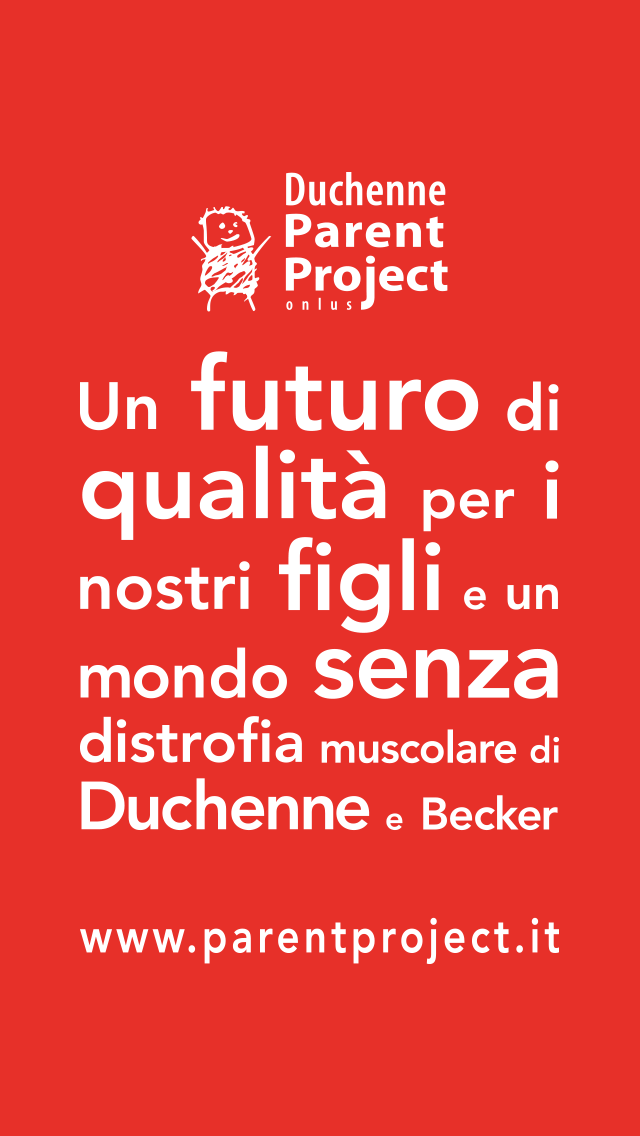 Duchenne
Parent
Project
onlus
Un futuro di
qualità per i
nostri figli e un
mondo senza
distrofia muscolare di
Duchenne e Becker
www.parentproject.it